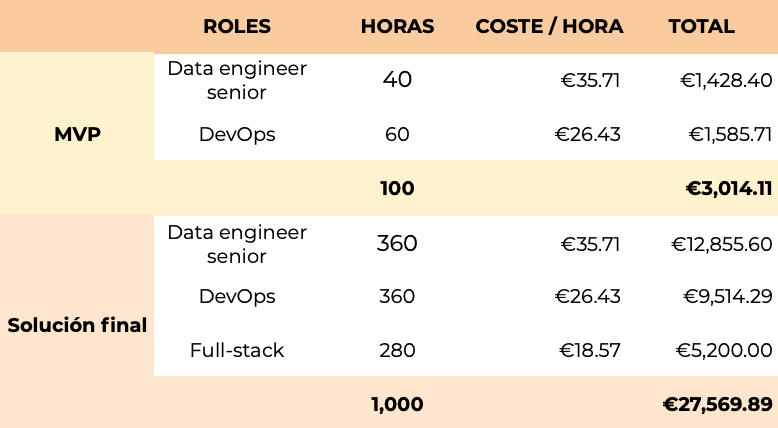 ROLES HORAS COSTE / HORA TOTAL
Data engineer
senior 40 €35.71 €1,428.40
MVP DevOps 60 €26.43 €1,585.71
100 €3,014.11
Data engineer
senior 360 €35.71 €12,855.60
DevOps 360 €26.43 €9,514.29
Solución final
Full-stack 280 €18.57 €5,200.00
1,000 €27,569.89